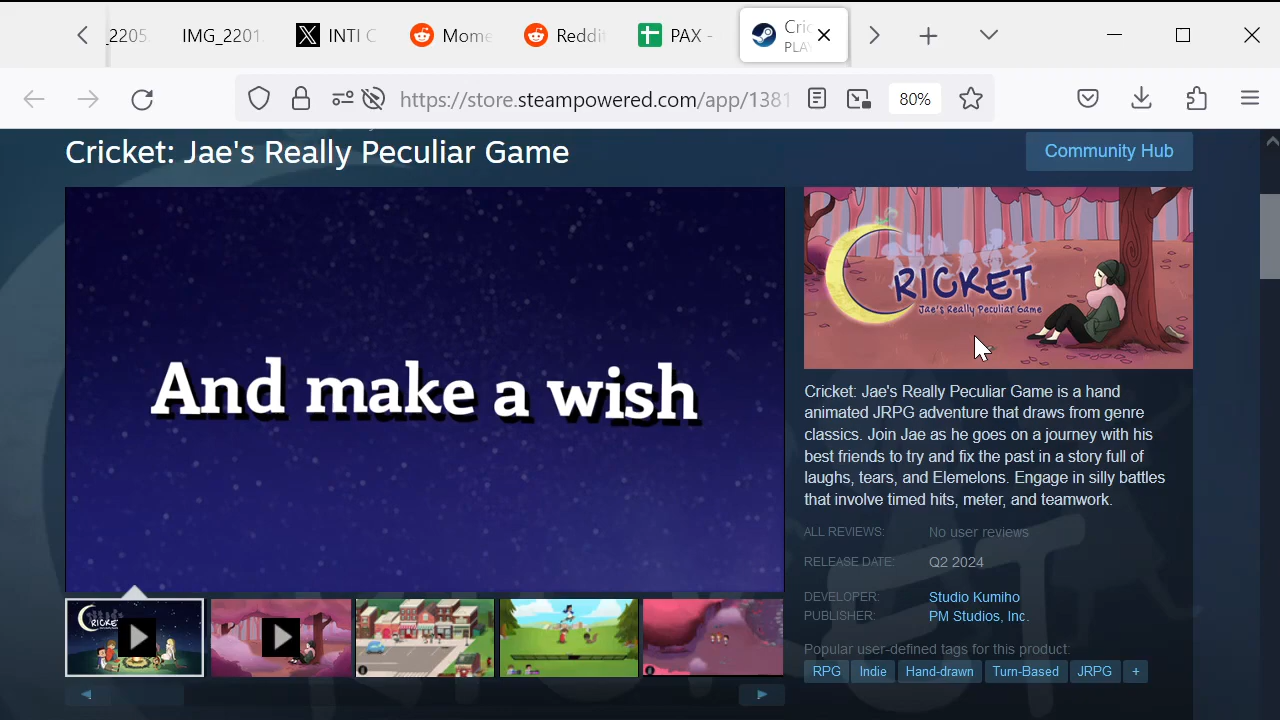 _2205.
IMG_2201.
INTI C
Mome
Reddit
PAX -
Cric
PLAY
https://store.steampowered.com/app/1381
80%
Cricket: Jae's Really Peculiar Game
Community Hub
And make a wish
CRICKET
Jae's Really Peculiar Game
Cricket: Jae's Really Peculiar Game is a hand
animated JRPG adventure that draws from genre
classics. Join Jae as he goes on a journey with his
best friends to try and fix the past in a story full of
laughs, tears, and Elemelons. Engage in silly battles
that involve timed hits, meter, and teamwork.
ALL REVIEWS: No user reviews
RELEASE DATE: Q2 2024
DEVELOPER: Studio Kumiho
PUBLISHER: PM Studios, Inc.
Popular user-defined tags for this product:
RPG Indie Hand-drawn Turn-Based JRPG +